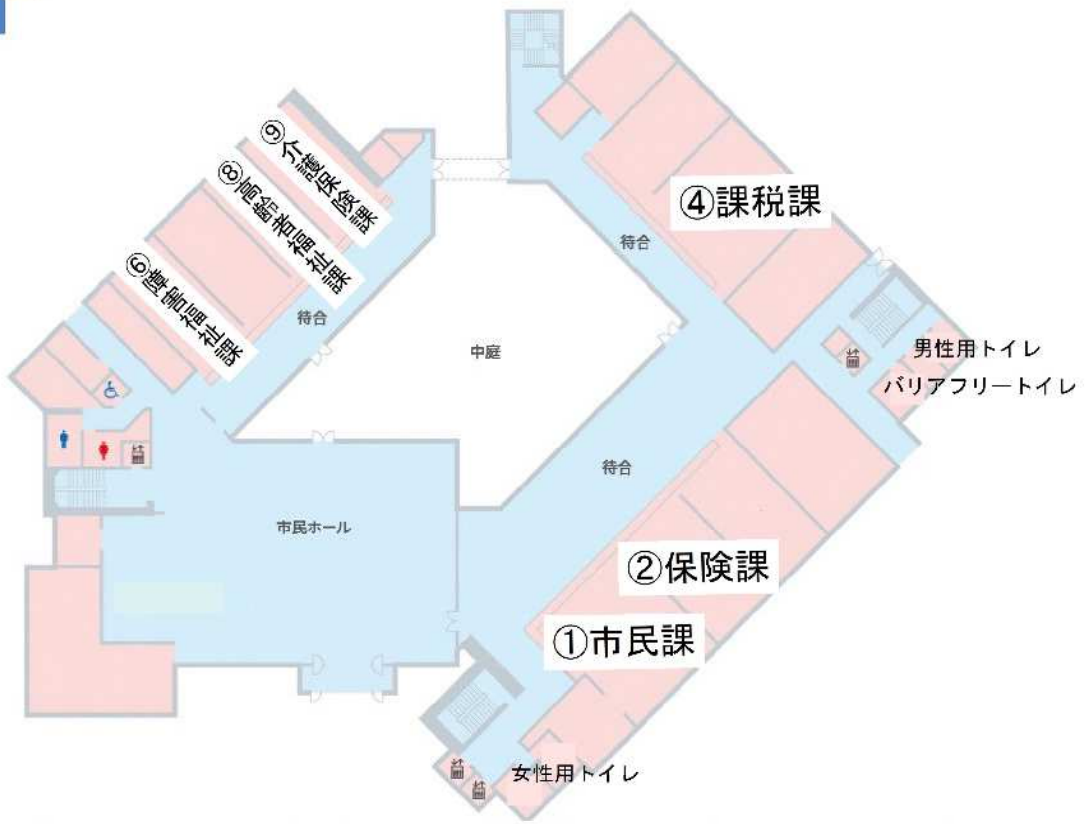 ⑨介護保険課
⑧高齢者福祉課
④課税課
待合
⑥障害福祉課
待合
中庭
男性用トイレ
バリアフリートイレ
待合
市民ホール
②保険課
①市民課
女性用トイレ